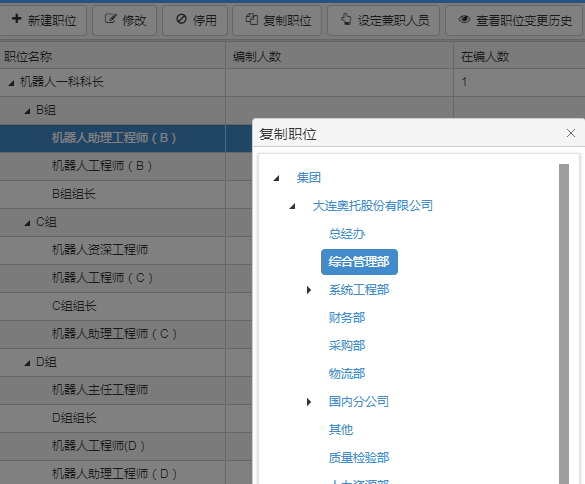 新建职位 修改 停用 复制职位 设定兼职人员 查看职位变更历史
职位名称 编制人数 在编人数
机器人一科科长 1
B组
机器人助理工程师（B）
机器人工程师（B）
B组组长
C组
机器人资深工程师
机器人工程师（C）
C组组长
机器人助理工程师（C）
D组
机器人主任工程师
D组组长
机器人工程师(D）
机器人助理工程师（D）
复制职位
集团
大连奥托股份有限公司
总经办
综合管理部
系统工程部
财务部
采购部
物流部
国内分公司
其他
质量检验部
人力资源部